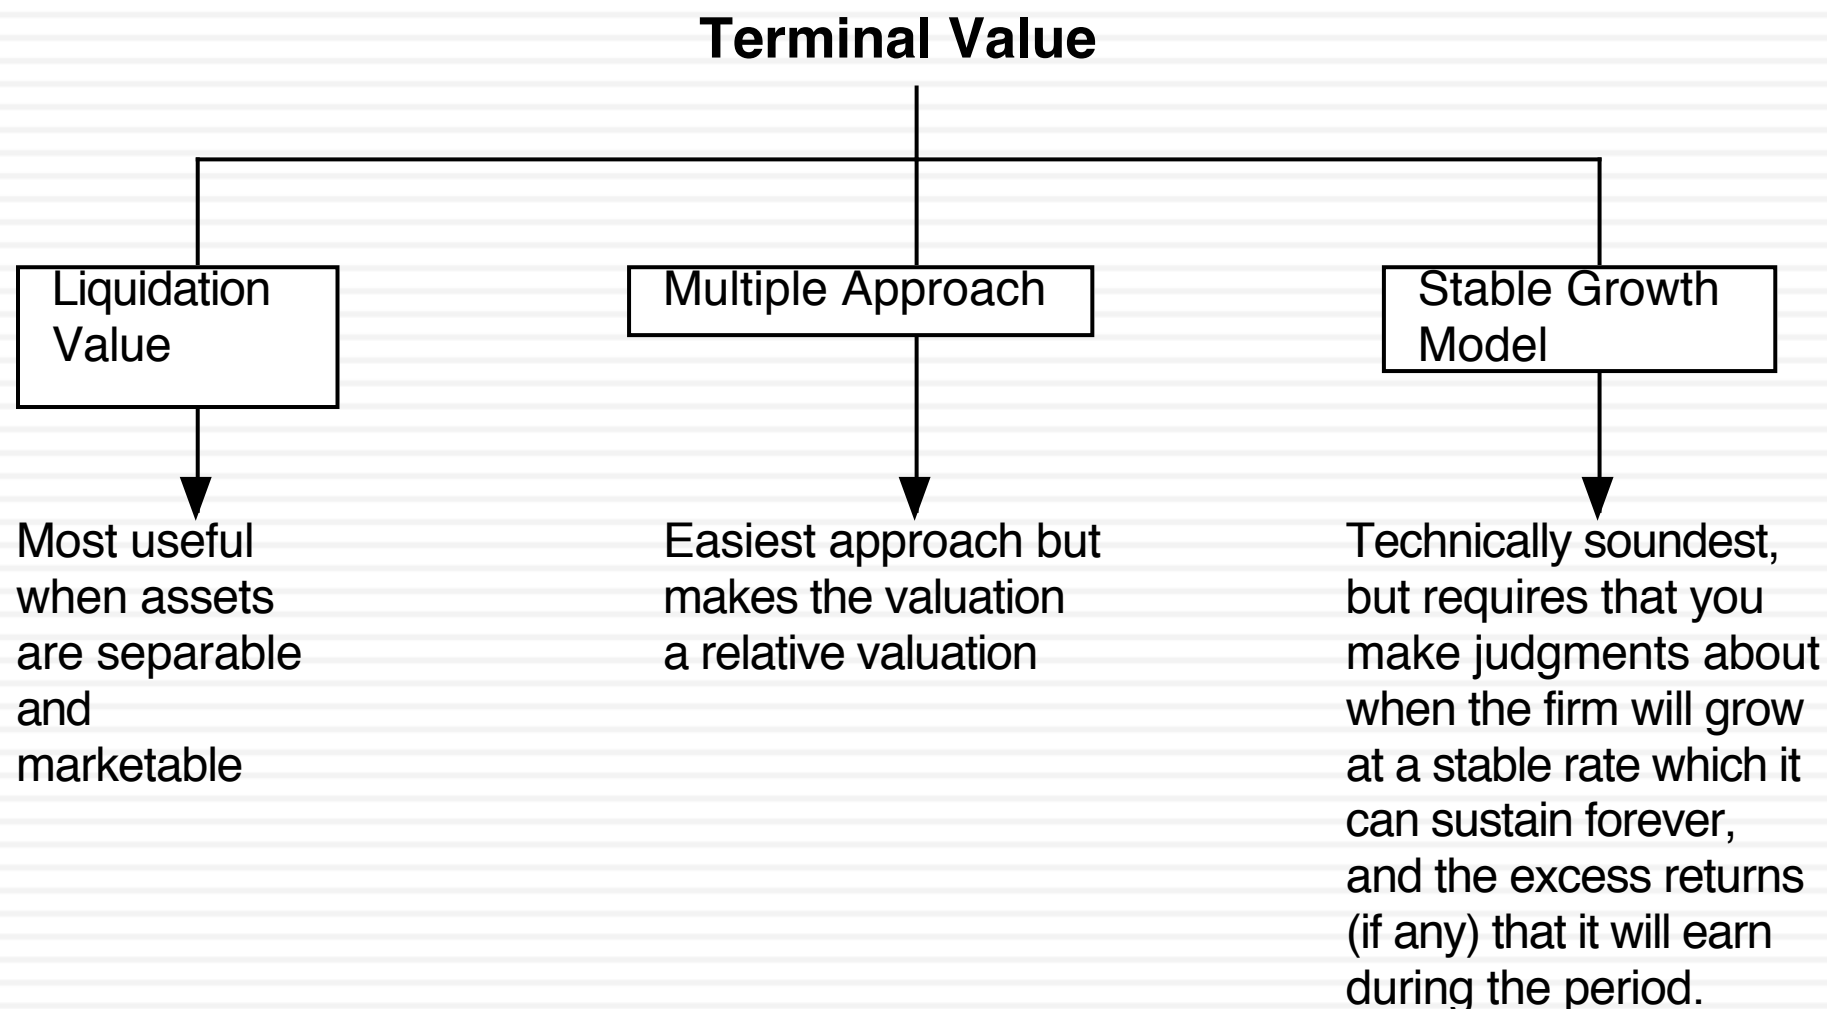 Terminal Value
Liquidation
Value
Multiple Approach
Stable Growth
Model
Most useful
when assets
are separable
and
marketable
Easiest approach but
makes the valuation
a relative valuation
Technically soundest,
but requires that you
make judgments about
when the firm will grow
at a stable rate which it
can sustain forever,
and the excess returns
(if any) that it will earn
during the period.